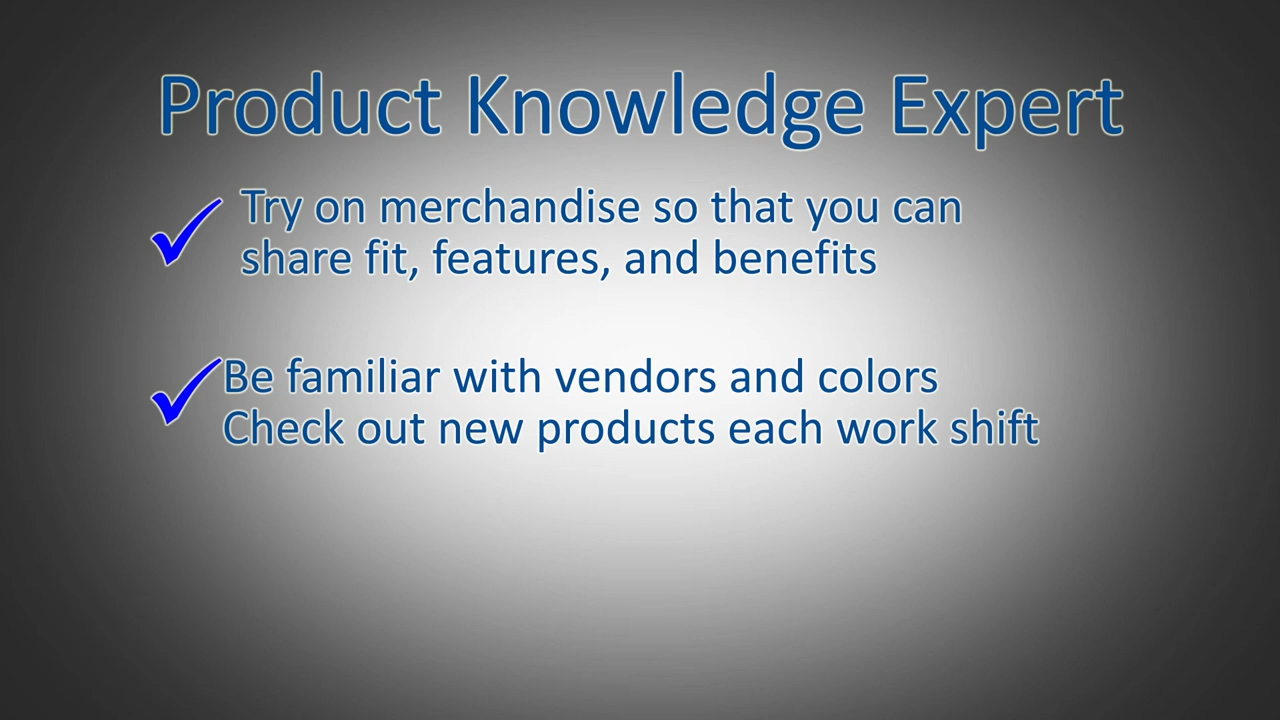 Product Knowledge Expert
Try on merchandise so that you can
share fit, features, and benefits
Be familiar with vendors and colors
Check out new products each work shift